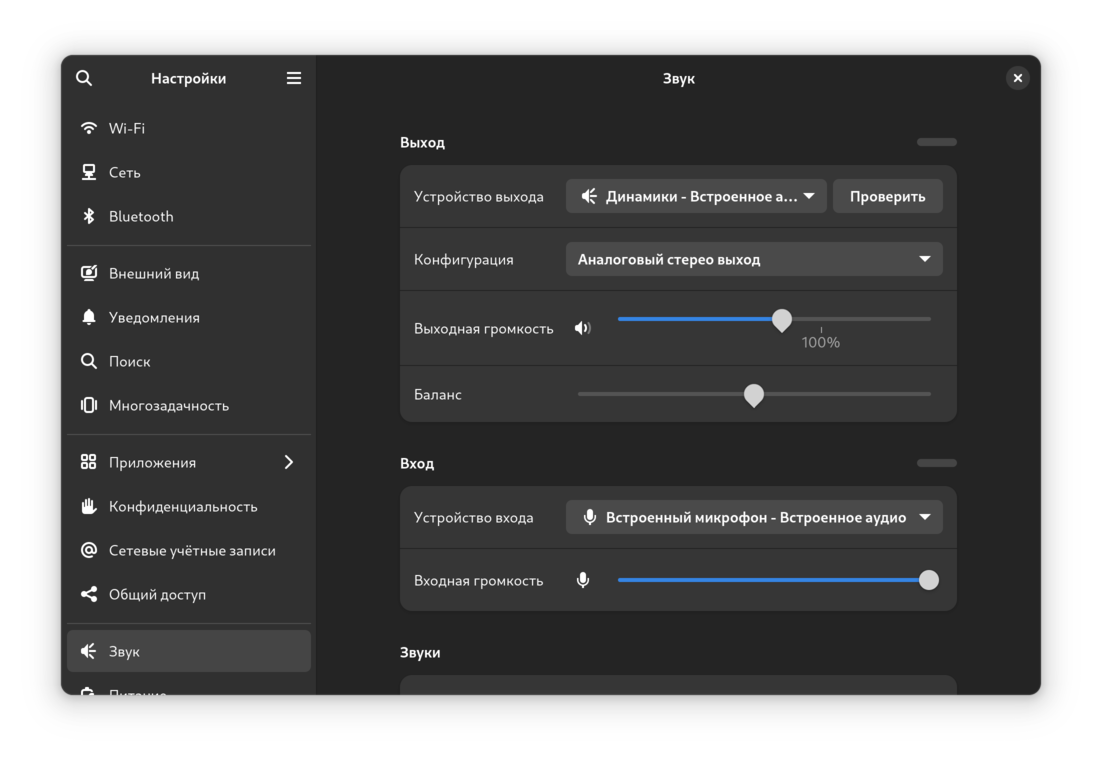 Настройки
Wi-Fi
Сеть
Bluetooth
Внешний вид
Уведомления
Поиск
Многозадачность
Приложения
Конфиденциальность
Сетевые учётные записи
Общий доступ
Звук
Питание
Звук
Выход
Устройство выхода
Динамики - Встроенное а...
Проверить
Конфигурация
Аналоговый стерео выход
Выходная громкость
100%
Баланс
Вход
Устройство входа
Встроенный микрофон - Встроенное аудио
Входная громкость
Звуки